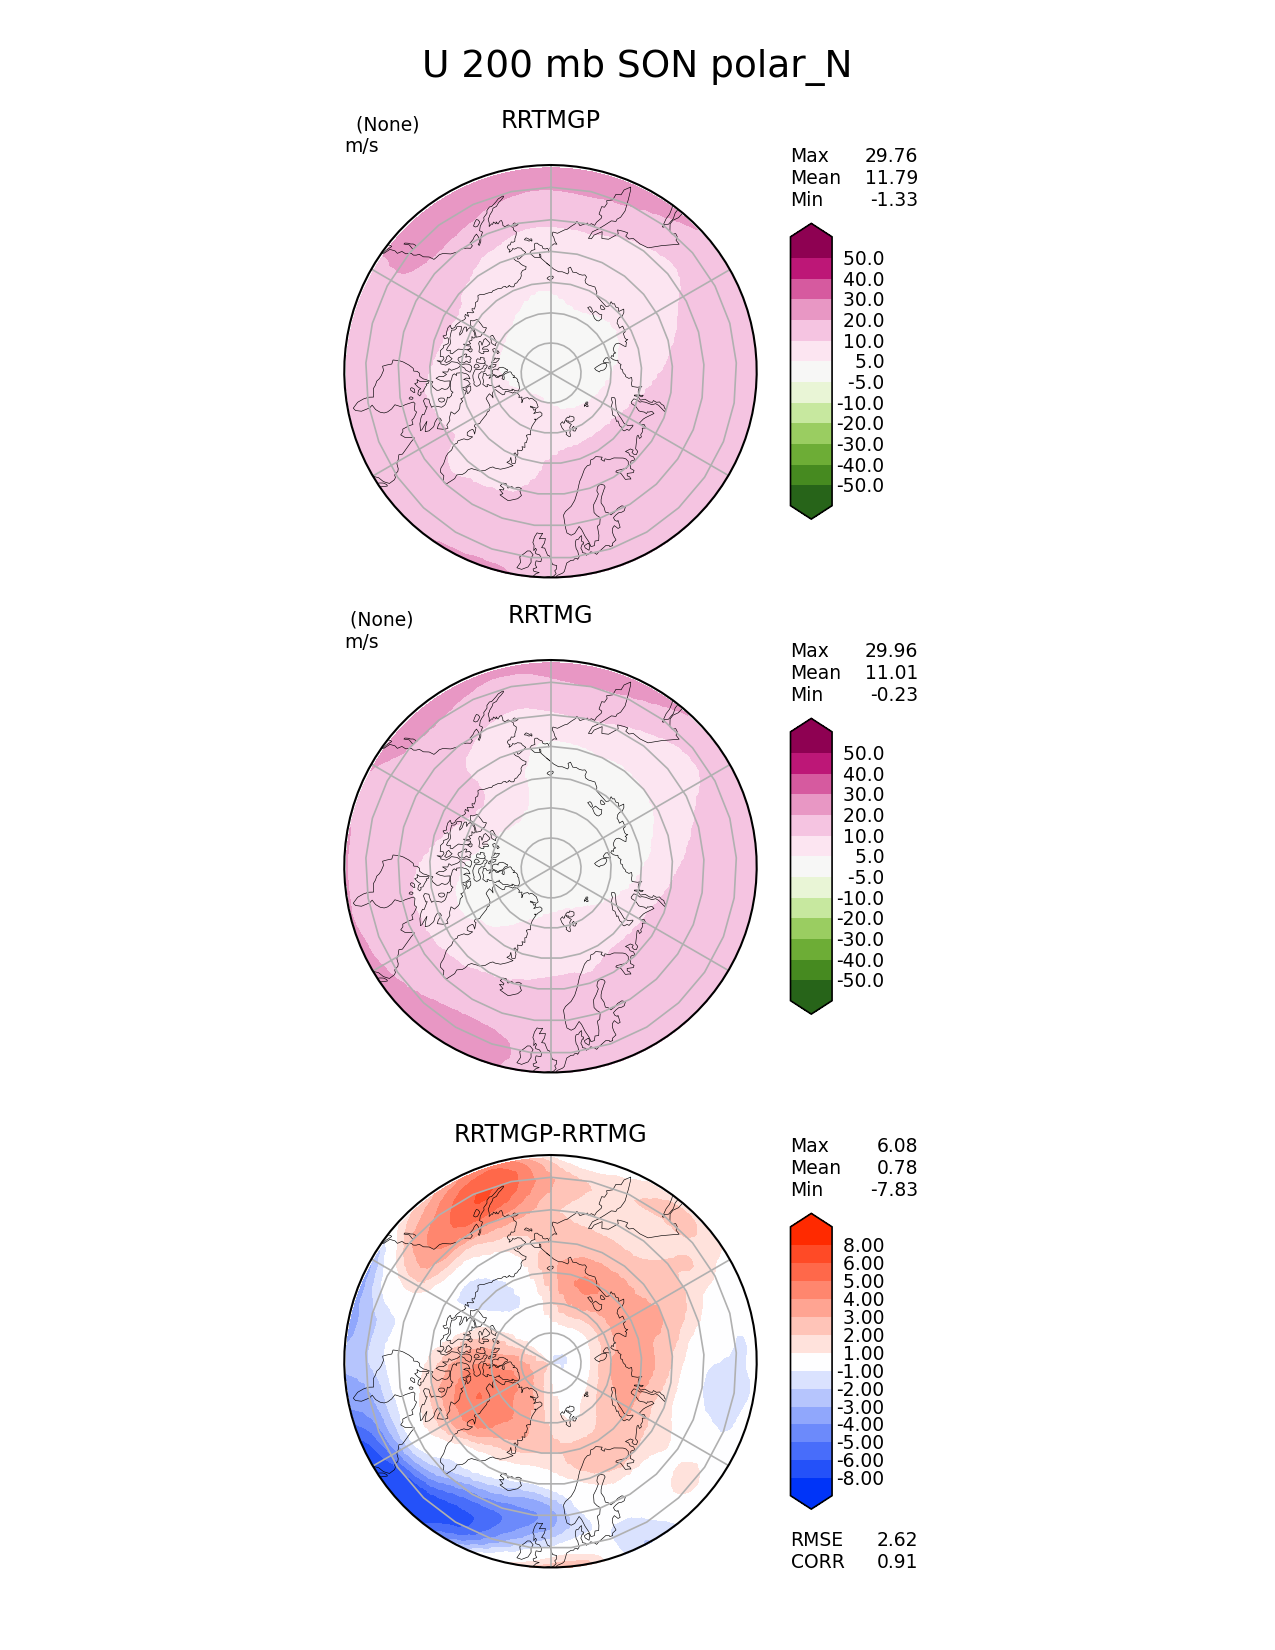 U 200 mb SON polar_N
RRTMGP
(None)
m/s
Max 29.76
Mean 11.79
Min -1.33
50.0
40.0
30.0
20.0
10.0
5.0
-5.0
-10.0
-20.0
-30.0
-40.0
-50.0
RRTMG
(None)
m/s
Max 29.96
Mean 11.01
Min -0.23
50.0
40.0
30.0
20.0
10.0
5.0
-5.0
-10.0
-20.0
-30.0
-40.0
-50.0
RRTMGP-RRTMG
Max 6.08
Mean 0.78
Min -7.83
8.00
6.00
5.00
4.00
3.00
2.00
1.00
-1.00
-2.00
-3.00
-4.00
-5.00
-6.00
-8.00
RMSE 2.62
CORR 0.91